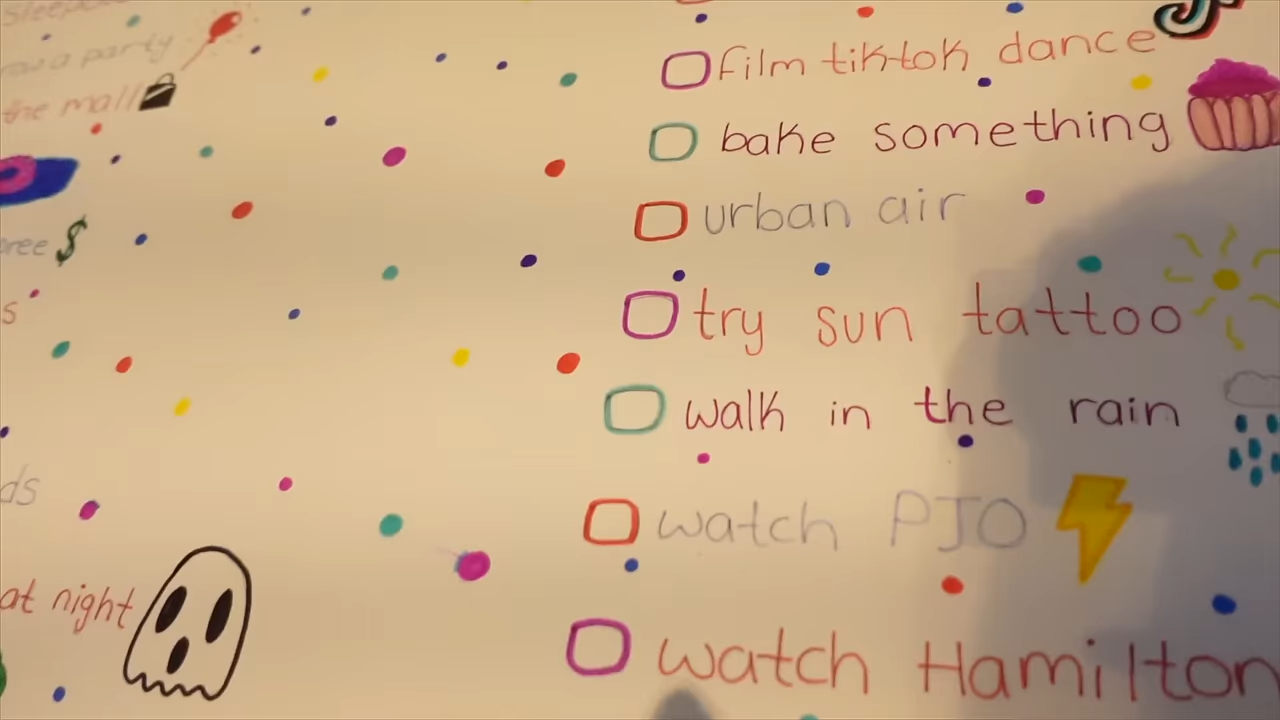 a party
the mall
$
s
ds
at night
film tiktok dance
bake something
urban air
try sun tattoo
walk in the rain
watch PJO
watch Hamilton